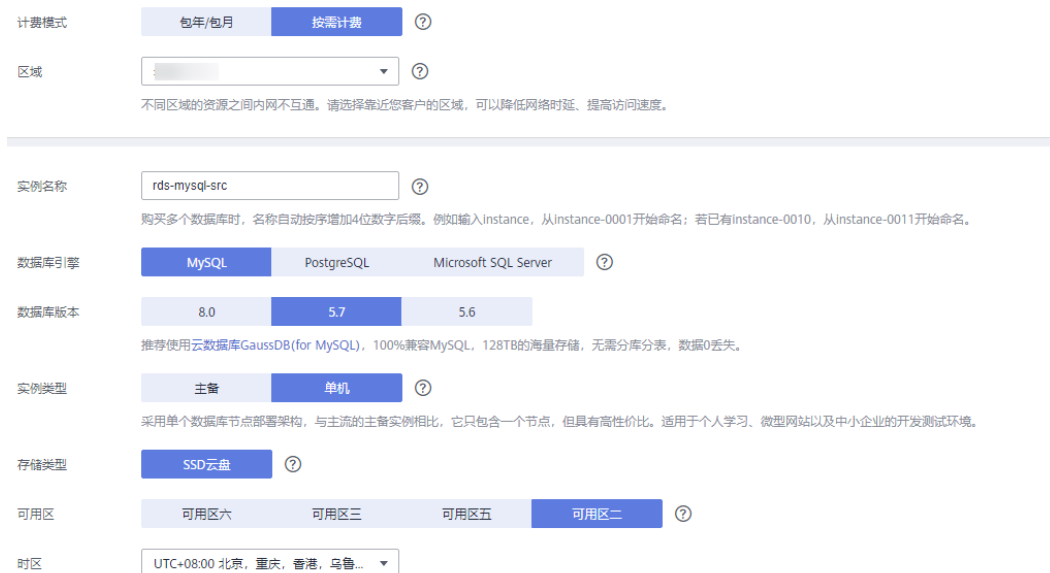 计费模式 包年/包月 按需计费 ?
区域 ?
不同区域的资源之间内网不互通。请选择靠近您客户的区域，可以降低网络时延、提高访问速度。
实例名称 rds-mysql-src ?
购买多个数据库时，名称自动按序增加4位数字后缀。例如输入instance，从instance-0001开始命名；若已有instance-0010，从instance-0011开始命名。
数据库引擎 MySQL PostgreSQL Microsoft SQL Server ?
数据库版本 8.0 5.7 5.6
推荐使用云数据库GaussDB(for MySQL)，100%兼容MySQL，128TB的海量存储，无需分库分表，数据0丢失。
实例类型 主备 单机 ?
采用单个数据库节点部署架构，与主流的主备实例相比，它只包含一个节点，但具有高性价比。适用于个人学习、微型网站以及中小企业的开发测试环境。
存储类型 SSD云盘 ?
可用区 可用区六 可用区三 可用区五 可用区二 ?
时区 UTC+08:00 北京，重庆，香港，乌鲁...